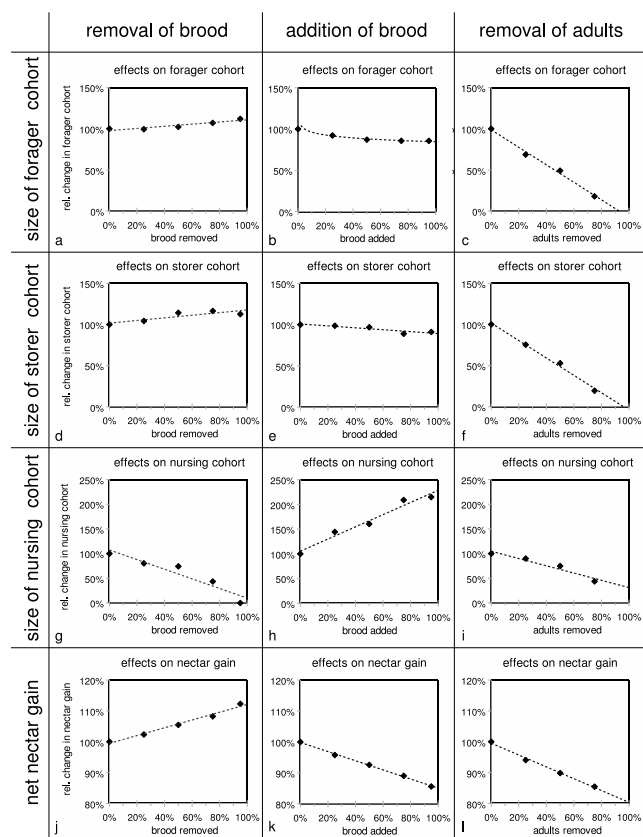 removal of brood
addition of brood
removal of adults
size of forager cohort
effects on forager cohort
rel. change in forager cohort
150%
100%
50%
0%
0% 20% 40% 60% 80% 100%
brood removed
a
effects on forager cohort
150%
100%
50%
0%
0% 20% 40% 60% 80% 100%
brood added
b
effects on forager cohort
150%
100%
50%
0%
0% 20% 40% 60% 80% 100%
adults removed
c
size of storer cohort
effects on storer cohort
rel. change in storer cohort
150%
100%
50%
0%
0% 20% 40% 60% 80% 100%
brood removed
d
effects on storer cohort
150%
100%
50%
0%
0% 20% 40% 60% 80% 100%
brood added
e
effects on storer cohort
150%
100%
50%
0%
0% 20% 40% 60% 80% 100%
adults removed
f
size of nursing cohort
effects on nursing cohort
rel. change in nursing cohort
250%
200%
150%
100%
50%
0%
0% 20% 40% 60% 80% 100%
brood removed
g
effects on nursing cohort
250%
200%
150%
100%
50%
0%
0% 20% 40% 60% 80% 100%
brood added
h
effects on nursing cohort
250%
200%
150%
100%
50%
0%
0% 20% 40% 60% 80% 100%
adults removed
i
net nectar gain
effects on nectar gain
rel. change in nectar gain
120%
110%
100%
90%
80%
0% 20% 40% 60% 80% 100%
brood removed
j
effects on nectar gain
120%
110%
100%
90%
80%
0% 20% 40% 60% 80% 100%
brood added
k
effects on nectar gain
120%
110%
100%
90%
80%
0% 20% 40% 60% 80% 100%
adults removed
l